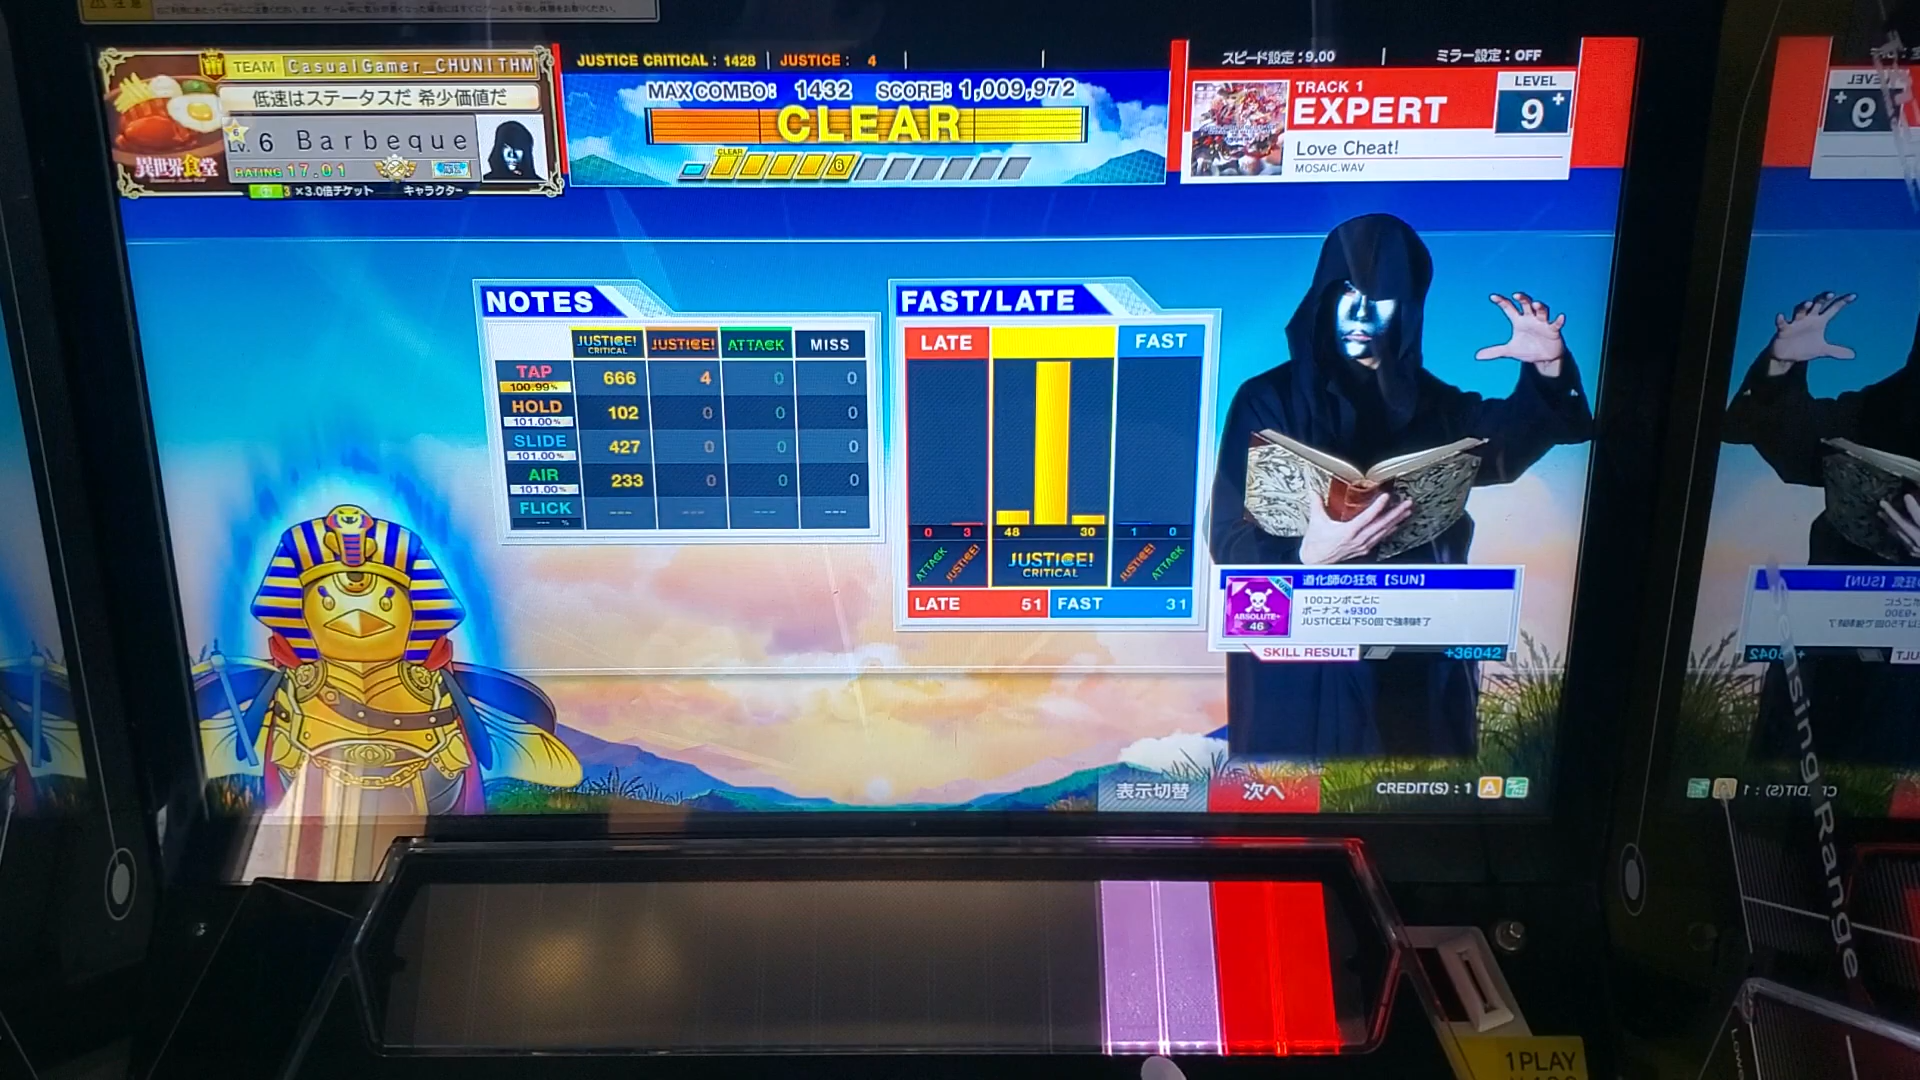 TEAM CasualGamer_CHUNITHM
低速はステータスだ 希少価値だ
異世界食堂
6
Lv. 6 Barbeque
RATING 17.01
3 ×3.0倍チケット キャラクター
JUSTICE CRITICAL : 1428 JUSTICE : 4
MAX COMBO: 1432 SCORE: 1,009,972
CLEAR
CLEAR
6
スピード設定 : 9.00 ミラー設定 : OFF
TRACK 1
EXPERT
LEVEL
9+
Love Cheat!
MOSAIC.WAV
NOTES
JUSTICE! CRITICAL JUSTICE! ATTACK MISS
TAP 100.99% 666 4 0 0
HOLD 101.00% 102 0 0 0
SLIDE 101.00% 427 0 0 0
AIR 101.00% 233 0 0 0
FLICK --- % --- --- --- ---
FAST/LATE
LATE FAST
0 3 48 30 1 0
ATTACK JUSTICE! JUSTICE! CRITICAL JUSTICE! ATTACK
LATE 51 FAST 31
道化師の狂気【SUN】
SUN
ABSOLUTE+
46
100コンボごとに
ボーナス +9300
JUSTICE以下50回で強制終了
SKILL RESULT +36042
表示切替 次へ
CREDIT(S) : 1 A
Sensing Range
1PLAY